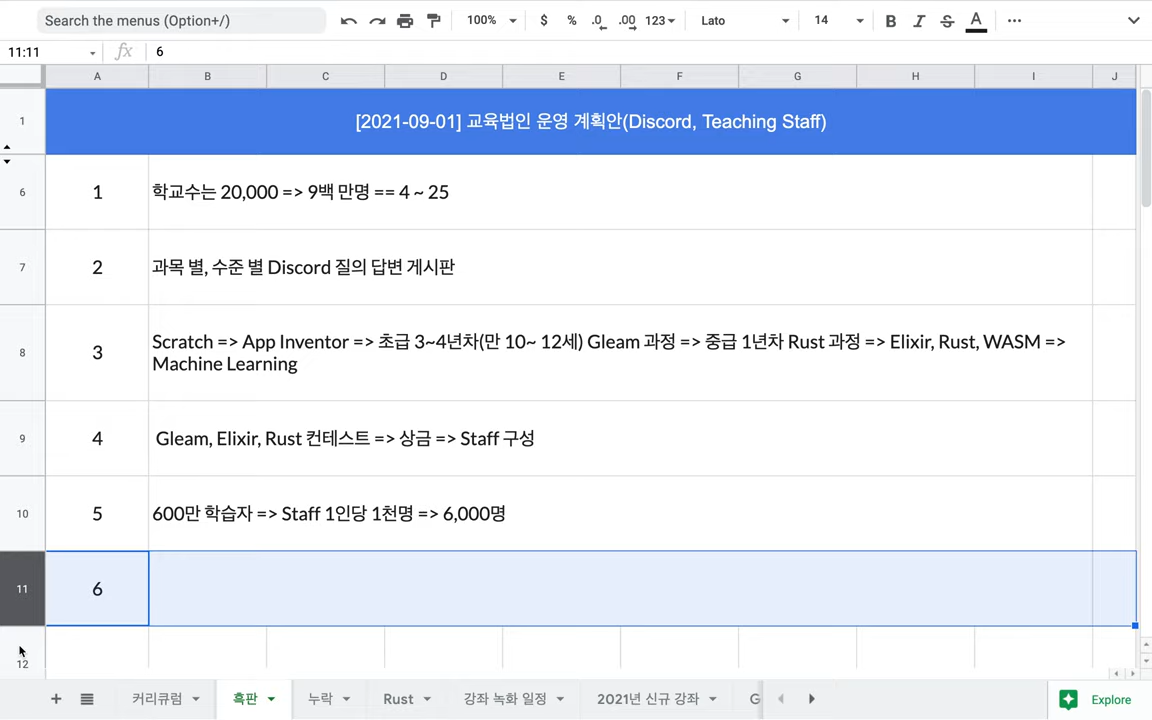 Search the menus (Option+/)
100%
$ % .0 .00 123
Lato
14
B I S A
11:11
fx
6
A B C D E F G H I J
1
[2021-09-01] 교육법인 운영 계획안(Discord, Teaching Staff)
6
1
학교수는 20,000 => 9백 만명 == 4 ~ 25
7
2
과목 별, 수준 별 Discord 질의 답변 게시판
8
3
Scratch => App Inventor => 초급 3~4년차(만 10~ 12세) Gleam 과정 => 중급 1년차 Rust 과정 => Elixir, Rust, WASM =>
Machine Learning
9
4
Gleam, Elixir, Rust 컨테스트 => 상금 => Staff 구성
10
5
600만 학습자 => Staff 1인당 1천명 => 6,000명
11
6
12
커리큐럼
흑판
누락
Rust
강좌 녹화 일정
2021년 신규 강좌
G
Explore